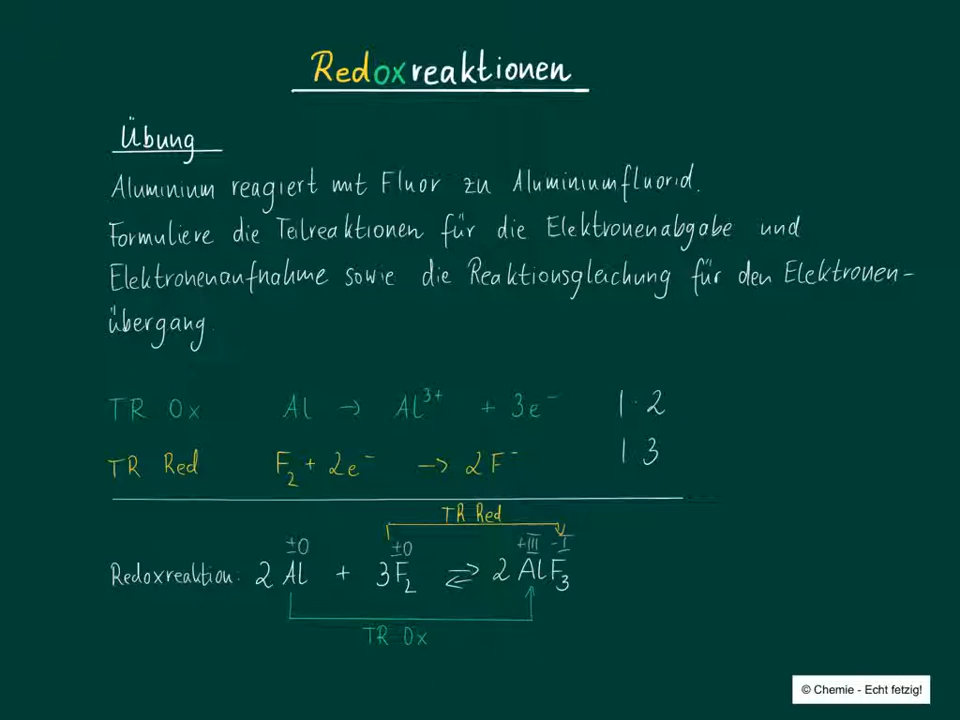 Redoxreaktionen
Übung
Aluminium reagiert mit Fluor zu Aluminiumfluorid.
Formuliere die Teilreaktionen für die Elektronenabgabe und
Elektronenaufnahme sowie die Reaktionsgleichung für den Elektronen-
übergang.
TR Ox Al → Al³⁺ + 3e⁻ | · 2
TR Red F₂ + 2e⁻ → 2F⁻ | 3
TR Red
±0 ±0 +III -I
Redoxreaktion: 2 Al + 3F₂ ⇌ 2 AlF₃
TR Ox
© Chemie - Echt fetzig!